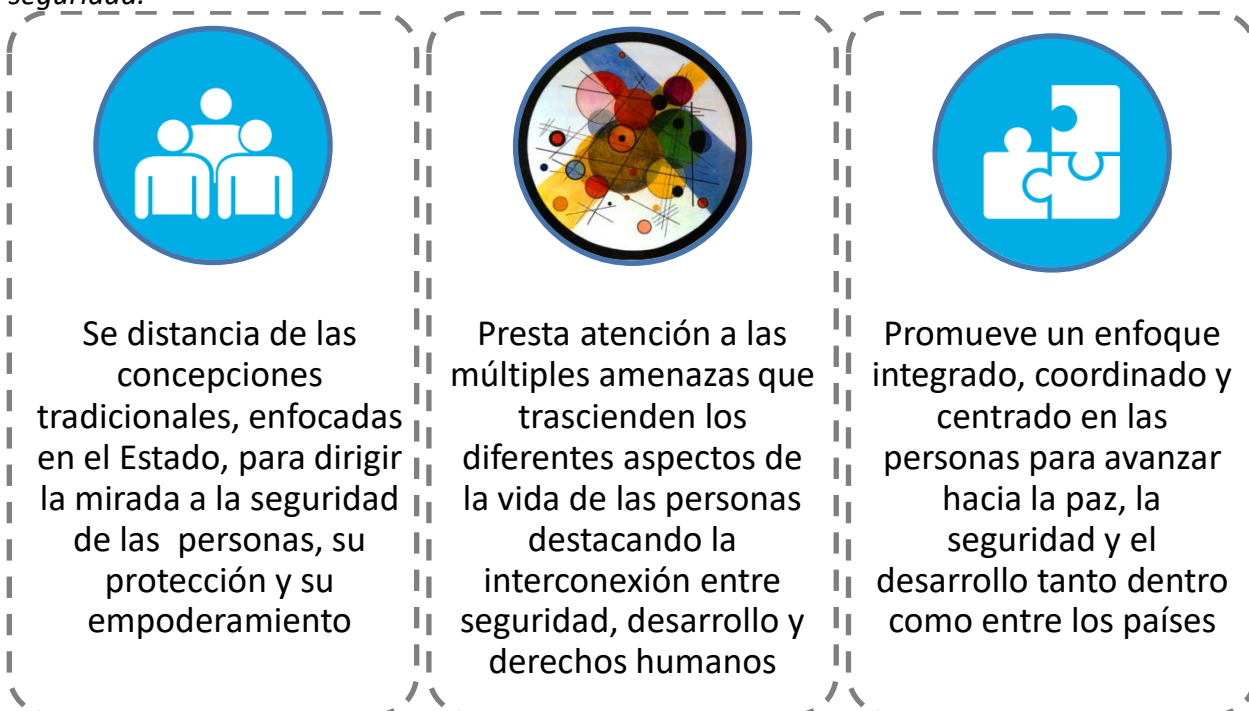 seguridad.
Se distancia de las
concepciones
tradicionales, enfocadas
en el Estado, para dirigir
la mirada a la seguridad
de las personas, su
protección y su
empoderamiento
Presta atención a las
múltiples amenazas que
trascienden los
diferentes aspectos de
la vida de las personas
destacando la
interconexión entre
seguridad, desarrollo y
derechos humanos
Promueve un enfoque
integrado, coordinado y
centrado en las
personas para avanzar
hacia la paz, la
seguridad y el
desarrollo tanto dentro
como entre los países